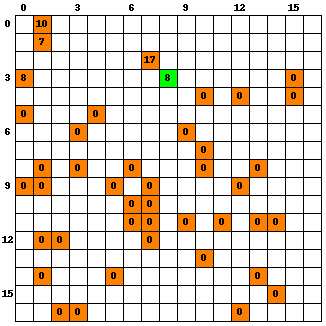 0 3 6 9 12 15
0 10
7
17
3 8 8 0
0 0 0
0 0
6 0 0
0
0 0 0 0 0
9 0 0 0 0 0
0 0
0 0 0 0 0 0
12 0 0 0
0
0 0 0
15 0
0 0 0